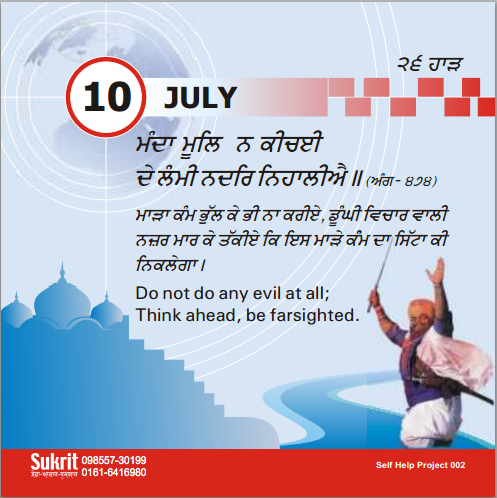 ੨੬ ਹਾੜ
10 JULY
ਮੰਦਾ ਮੂਲਿ ਨ ਕੀਚਈ
ਦੇ ਲੰਮੀ ਨਦਰਿ ਨਿਹਾਲੀਐ॥ (ਅੰਗ- ੪੭੪)
ਮਾੜਾ ਕੰਮ ਭੁੱਲ ਕੇ ਭੀ ਨਾ ਕਰੀਏ, ਡੂੰਘੀ ਵਿਚਾਰ ਵਾਲੀ
ਨਜ਼ਰ ਮਾਰ ਕੇ ਤੱਕੀਏ ਕਿ ਇਸ ਮਾੜੇ ਕੰਮ ਦਾ ਸਿੱਟਾ ਕੀ
ਨਿਕਲੇਗਾ।
Do not do any evil at all;
Think ahead, be farsighted.
Sukrit 098557-30199
0161-6416980
Self Help Project 002